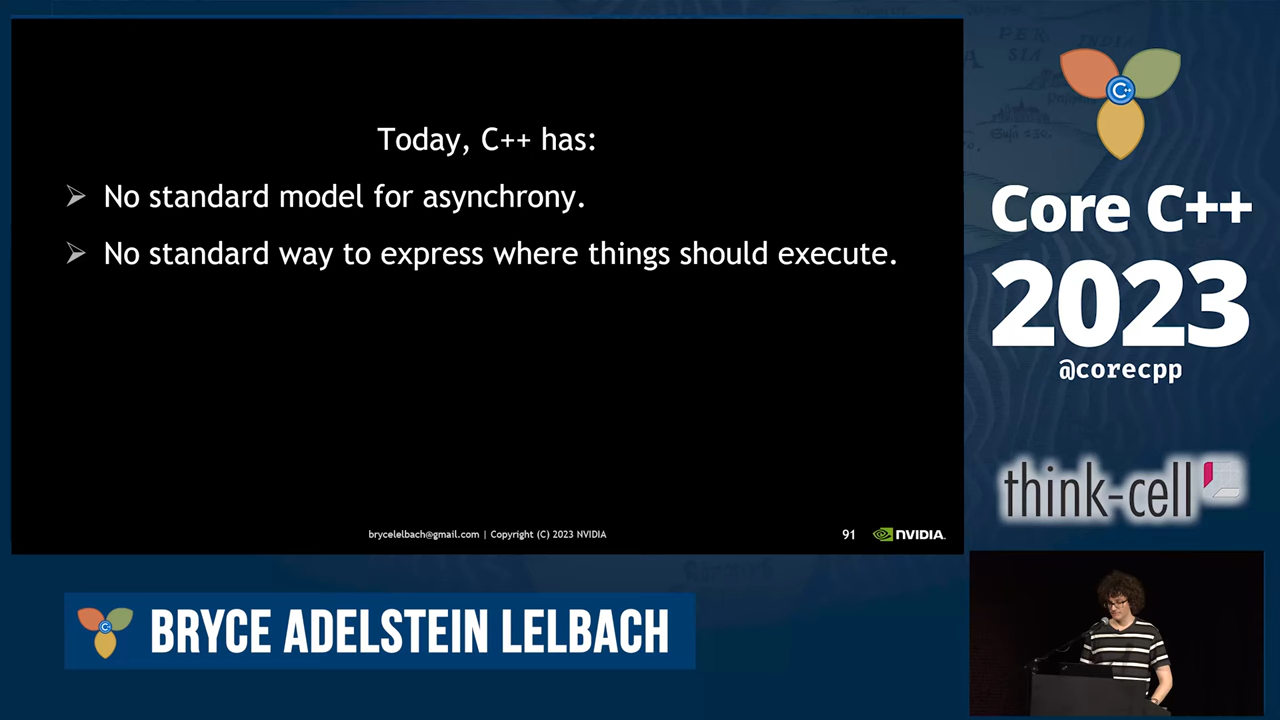 Today, C++ has:
➢ No standard model for asynchrony.
➢ No standard way to express where things should execute.
brycelelbach@gmail.com | Copyright (C) 2023 NVIDIA
91
NVIDIA.
C++
Core C++
2023
@corecpp
think-cell
C++
BRYCE ADELSTEIN LELBACH